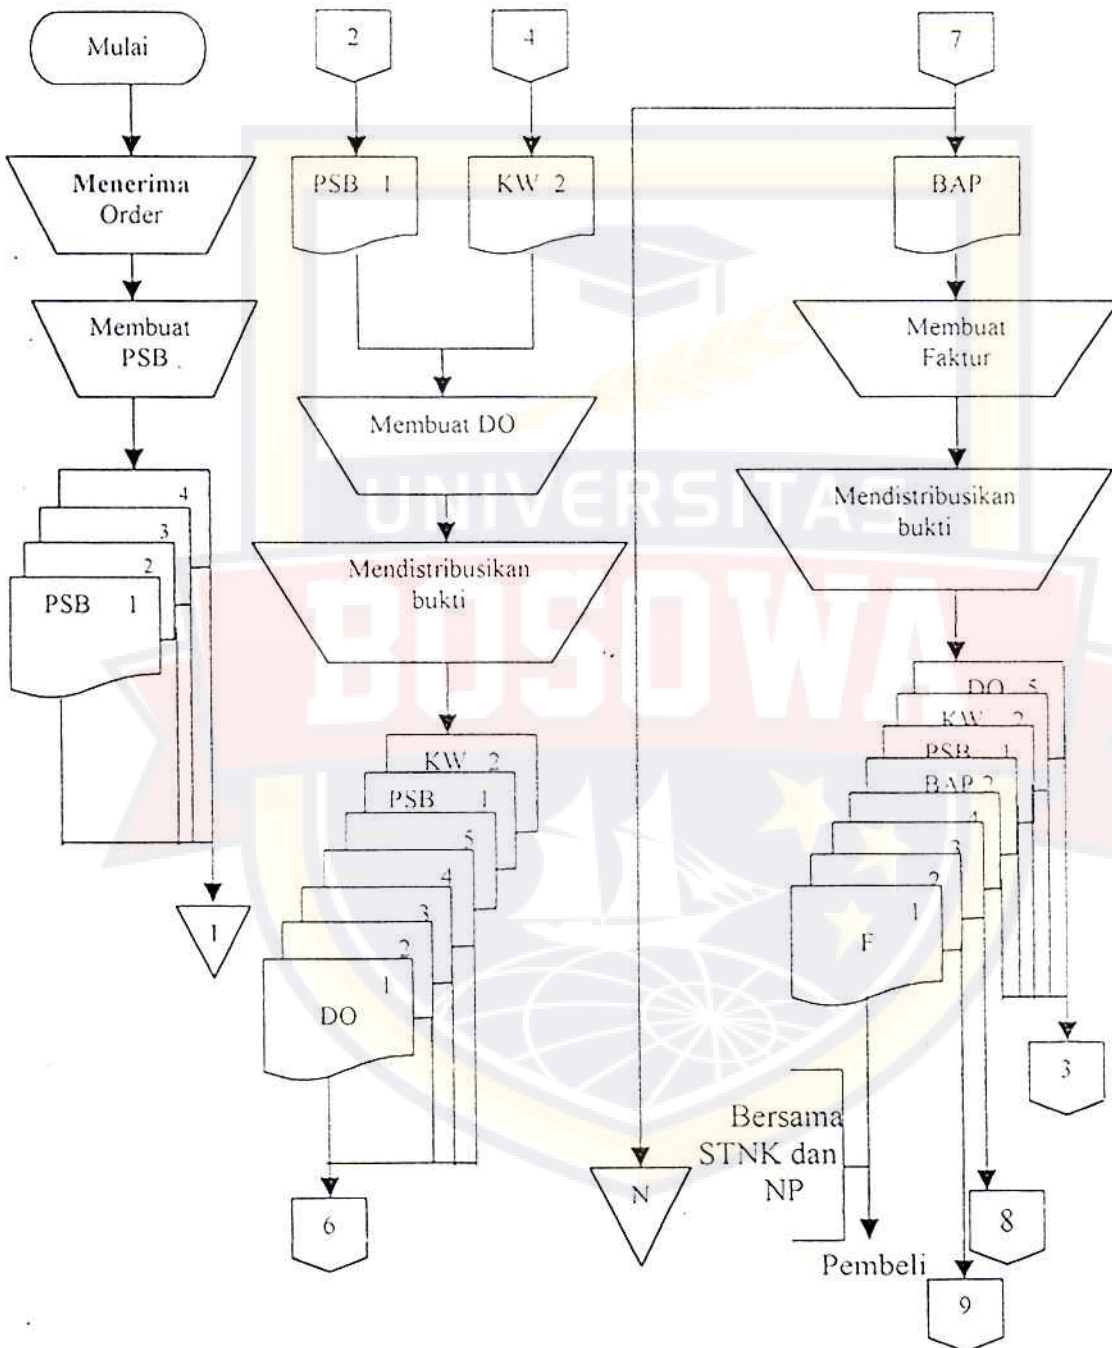 Mulai
Menerima
Order
Membuat
PSB
4
3
2
PSB 1
1
2
PSB 1
4
KW 2
Membuat DO
Mendistribusikan
bukti
KW 2
PSB 1
5
4
3
2
1
DO
6
N
7
BAP
Membuat
Faktur
Mendistribusikan
bukti
DO 5
KW 2
PSB 1
BAP 2
4
3
2
1
F
3
Bersama
STNK dan
NP
Pembeli
8
9
UNIVERSITAS
BOSOWA